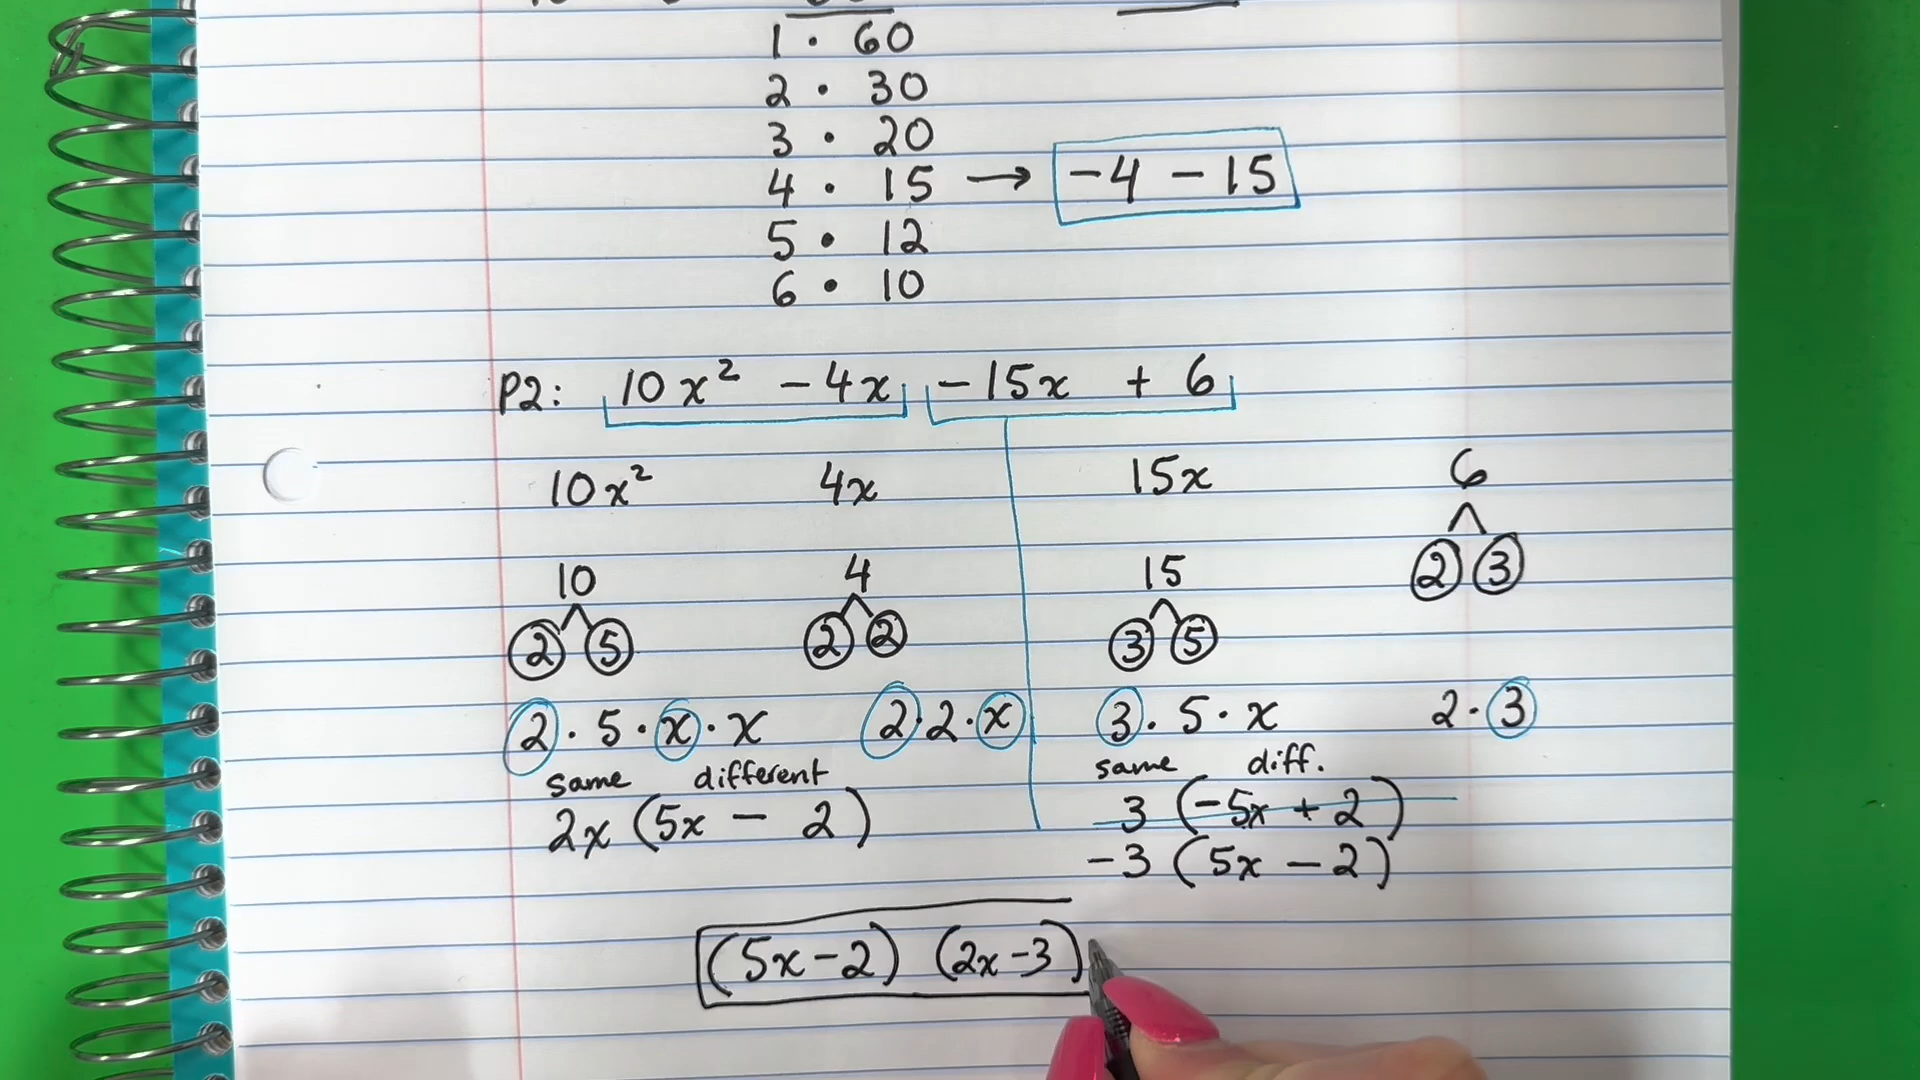 1 · 60
2 · 30
3 · 20
4 · 15 → -4 - 15
5 · 12
6 · 10
P2: 10x² - 4x - 15x + 6
10x² 4x 15x 6
2 3
10 4 15
2 5 2 2 3 5
2 · 5 · x · x 2 · 2 · x 3 · 5 · x 2 · 3
same different same diff.
2x (5x - 2) 3 (-5x + 2)
-3 (5x - 2)
(5x - 2) (2x - 3)